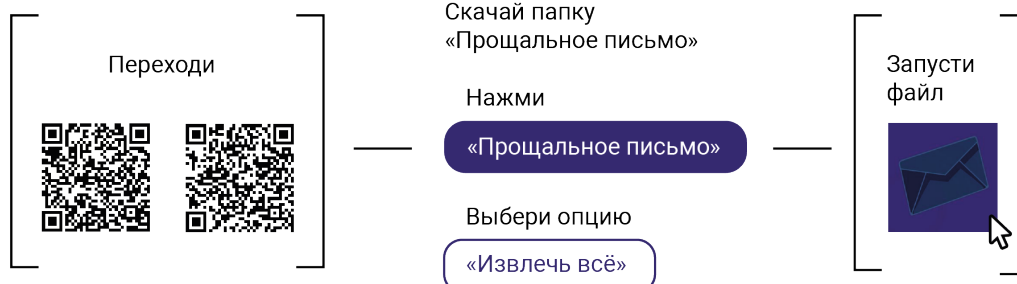 Переходи
Скачай папку
«Прощальное письмо»
Нажми
«Прощальное письмо»
Выбери опцию
«Извлечь всё»
Запусти
файл